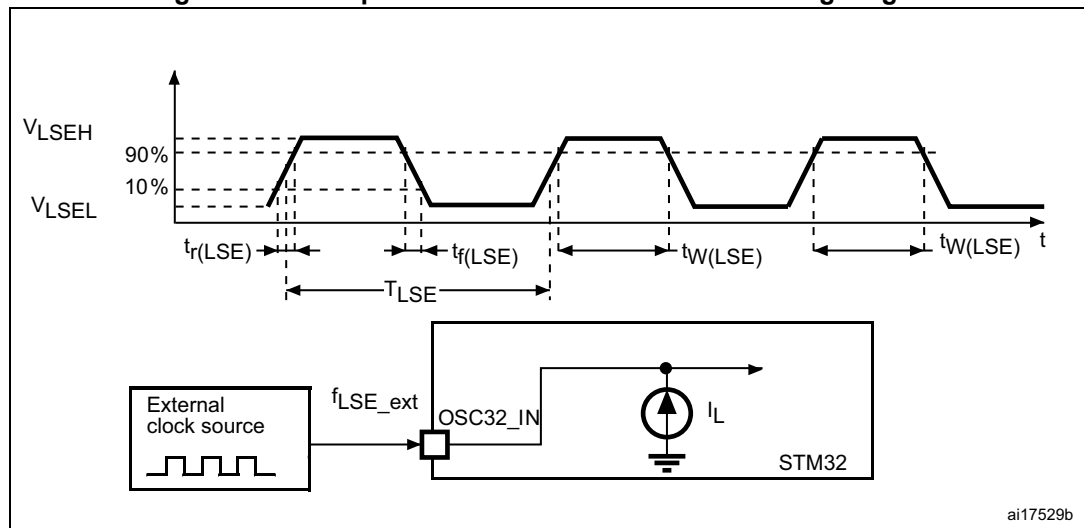 VLSEH
90%
10%
VLSEL
tr(LSE)
tf(LSE)
tW(LSE)
tW(LSE)
t
TLSE
External
clock source
fLSE_ext
OSC32_IN
IL
STM32
ai17529b